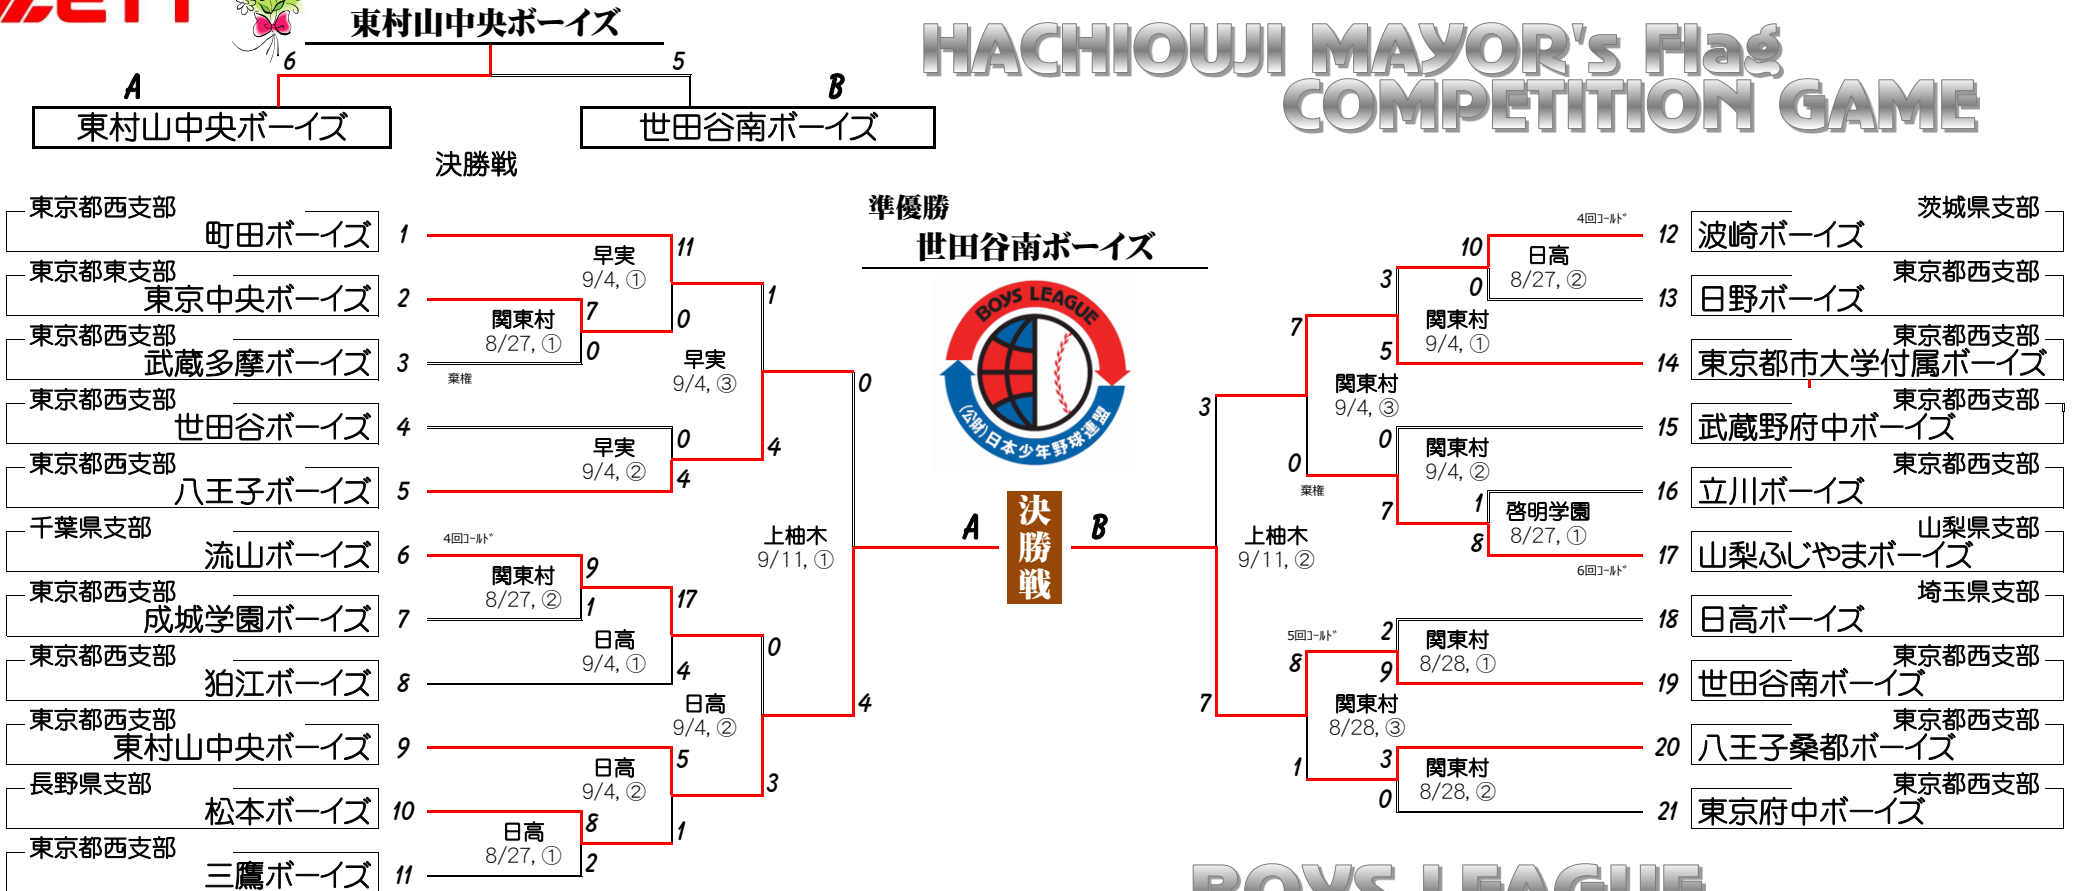 ZETT
東村山中央ボーイズ
6
5
A
B
東村山中央ボーイズ
世田谷南ボーイズ
決勝戦
HACHIOUJI MAYOR's Flag
COMPETITION GAME
準優勝
世田谷南ボーイズ
東京都西支部
町田ボーイズ 1
東京都東支部
東京中央ボーイズ 2
東京都西支部
武蔵多摩ボーイズ 3
棄権
東京都西支部
世田谷ボーイズ 4
東京都西支部
八王子ボーイズ 5
千葉県支部
流山ボーイズ 6
4回ｺｰﾙﾄﾞ
東京都西支部
成城学園ボーイズ 7
東京都西支部
狛江ボーイズ 8
東京都西支部
東村山中央ボーイズ 9
長野県支部
松本ボーイズ 10
東京都西支部
三鷹ボーイズ 11
関東村
8/27, ①
7
0
関東村
8/27, ②
9
1
日高
8/27, ①
8
2
早実
9/4, ①
11
0
早実
9/4, ②
0
4
日高
9/4, ①
17
4
日高
9/4, ②
5
1
早実
9/4, ③
1
4
日高
9/4, ②
0
3
上柚木
9/11, ①
0
4
BOYS LEAGUE
(公財)日本少年野球連盟
A
決勝戦
B
上柚木
9/11, ②
3
7
関東村
9/4, ③
7
0
棄権
関東村
8/28, ③
5回ｺｰﾙﾄﾞ
8
1
関東村
9/4, ①
3
5
関東村
9/4, ②
0
7
関東村
8/28, ①
2
9
関東村
8/28, ②
3
0
日高
8/27, ②
10
0
啓明学園
8/27, ①
1
8
4回ｺｰﾙﾄﾞ
茨城県支部
12 波崎ボーイズ
東京都西支部
13 日野ボーイズ
東京都西支部
14 東京都市大学付属ボーイズ
東京都西支部
15 武蔵野府中ボーイズ
東京都西支部
16 立川ボーイズ
山梨県支部
17 山梨ふじやまボーイズ
6回ｺｰﾙﾄﾞ
埼玉県支部
18 日高ボーイズ
東京都西支部
19 世田谷南ボーイズ
東京都西支部
20 八王子桑都ボーイズ
東京都西支部
21 東京府中ボーイズ
BOYS LEAGUE